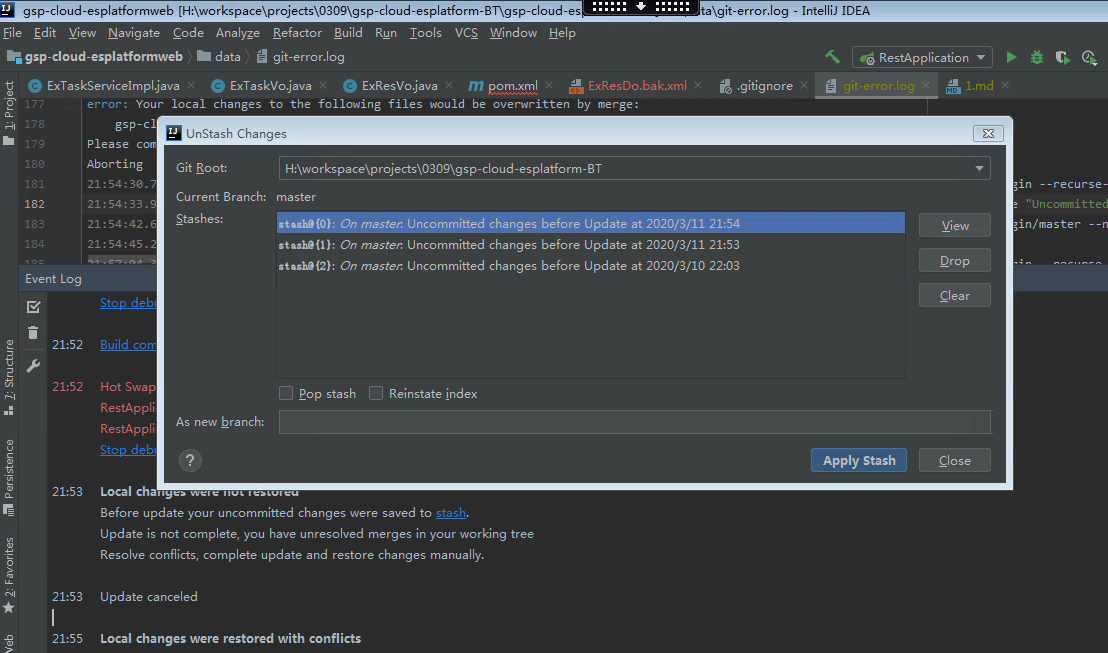 gsp-cloud-esplatformweb [H:\workspace\projects\0309\gsp-cloud-esplatform-BT\gsp-cloud-es
eb\data\git-error.log - IntelliJ IDEA
File Edit View Navigate Code Analyze Refactor Build Run Tools VCS Window Help
gsp-cloud-esplatformweb data git-error.log RestApplication
ExTaskServiceImpl.java ExTaskVo.java ExResVo.java pom.xml ExResDo.bak.xml .gitignore git-error.log 1.md
177 error: Your local changes to the following files would be overwritten by merge:
178 gsp-cl
179 Please com
180 Aborting
181 21:54:30.7 gin --recurse-
182 21:54:33.9 e "Uncommitted
183 21:54:42.6 gin/master --n
184 21:54:45.2
1: Project
UnStash Changes
Git Root: H:\workspace\projects\0309\gsp-cloud-esplatform-BT
Current Branch: master
Stashes:
stash@{0}: On master: Uncommitted changes before Update at 2020/3/11 21:54
stash@{1}: On master: Uncommitted changes before Update at 2020/3/11 21:53
stash@{2}: On master: Uncommitted changes before Update at 2020/3/10 22:03
View
Drop
Clear
Pop stash Reinstate index
As new branch:
? Apply Stash Close
Event Log
Stop debu
21:52 Build com
21:52 Hot Swap
RestAppli
RestAppli
Stop debu
21:53 Local changes were not restored
Before update your uncommitted changes were saved to stash.
Update is not complete, you have unresolved merges in your working tree
Resolve conflicts, complete update and restore changes manually.
21:53 Update canceled
21:55 Local changes were restored with conflicts
7: Structure
Persistence
2: Favorites
Web